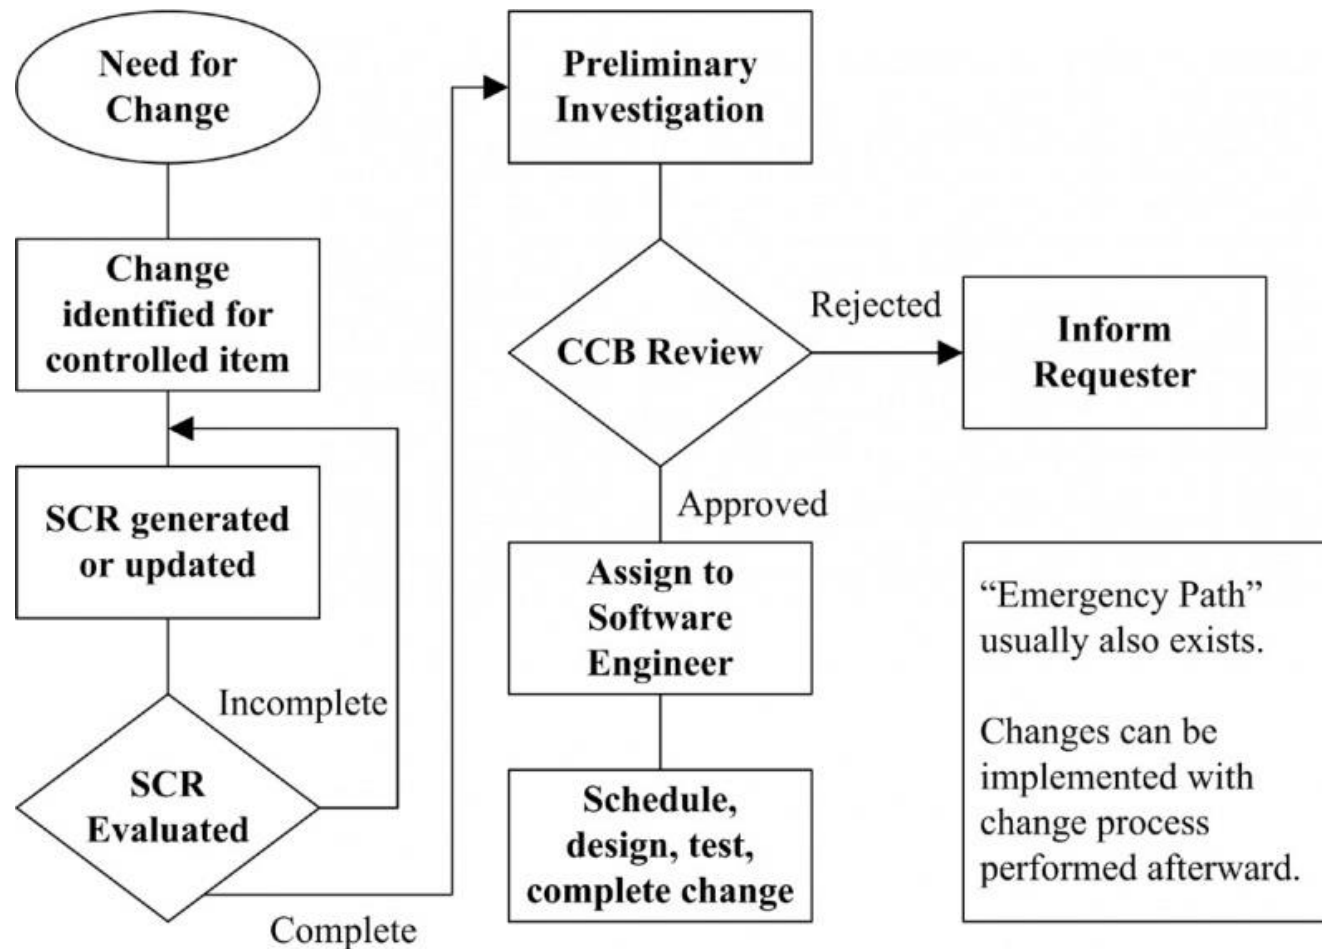 Need for
Change
Change
identified for
controlled item
SCR generated
or updated
Incomplete
SCR
Evaluated
Complete
Preliminary
Investigation
CCB Review
Rejected
Inform
Requester
Approved
Assign to
Software
Engineer
Schedule,
design, test,
complete change
“Emergency Path”
usually also exists.
Changes can be
implemented with
change process
performed afterward.